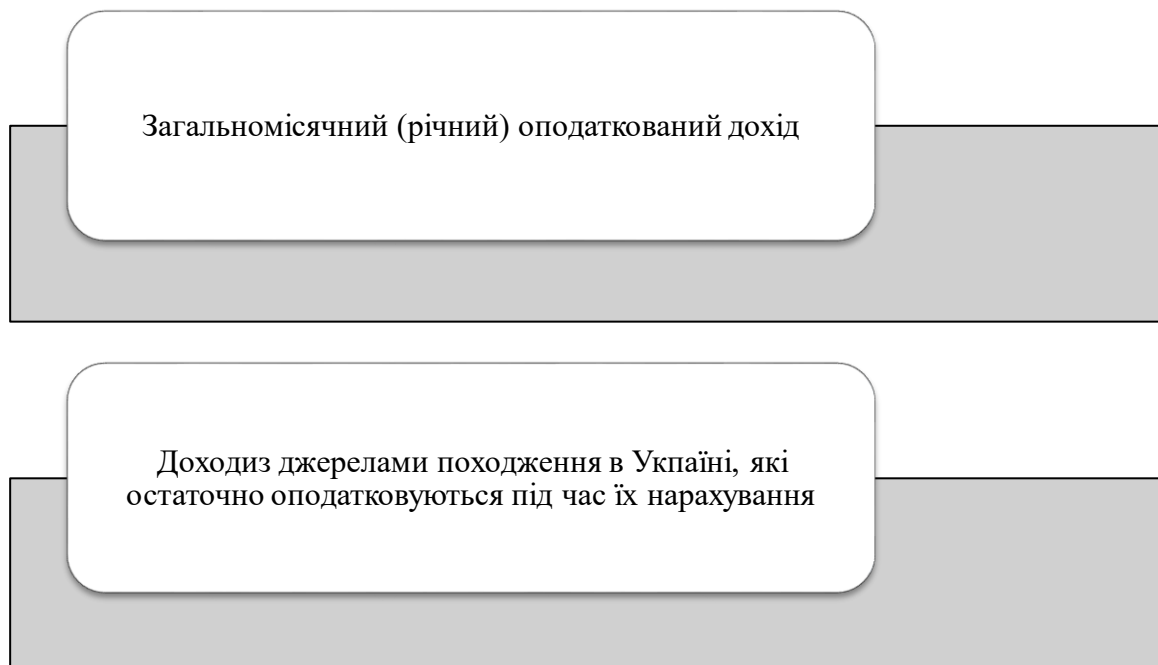 Загальномісячний (річний) оподаткований дохід
Доходиз джерелами походження в Укпаїні, які
остаточно оподатковуються під час їх нарахування